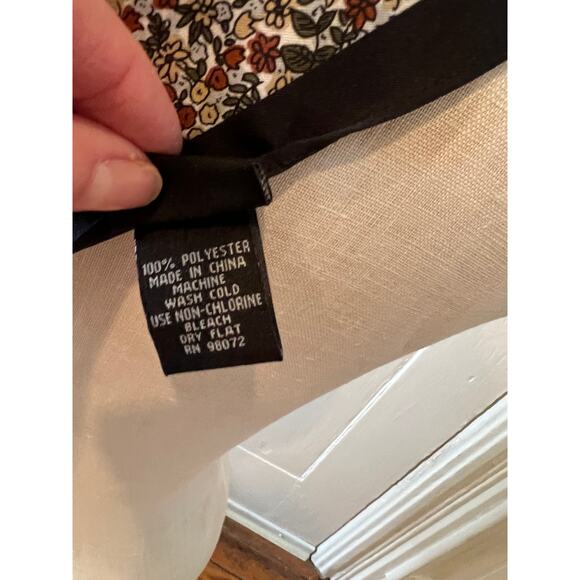 100% POLYESTER
MADE IN CHINA
MACHINE
WASH COLD
USE NON-CHLORINE
BLEACH
DRY FLAT
RN 98072